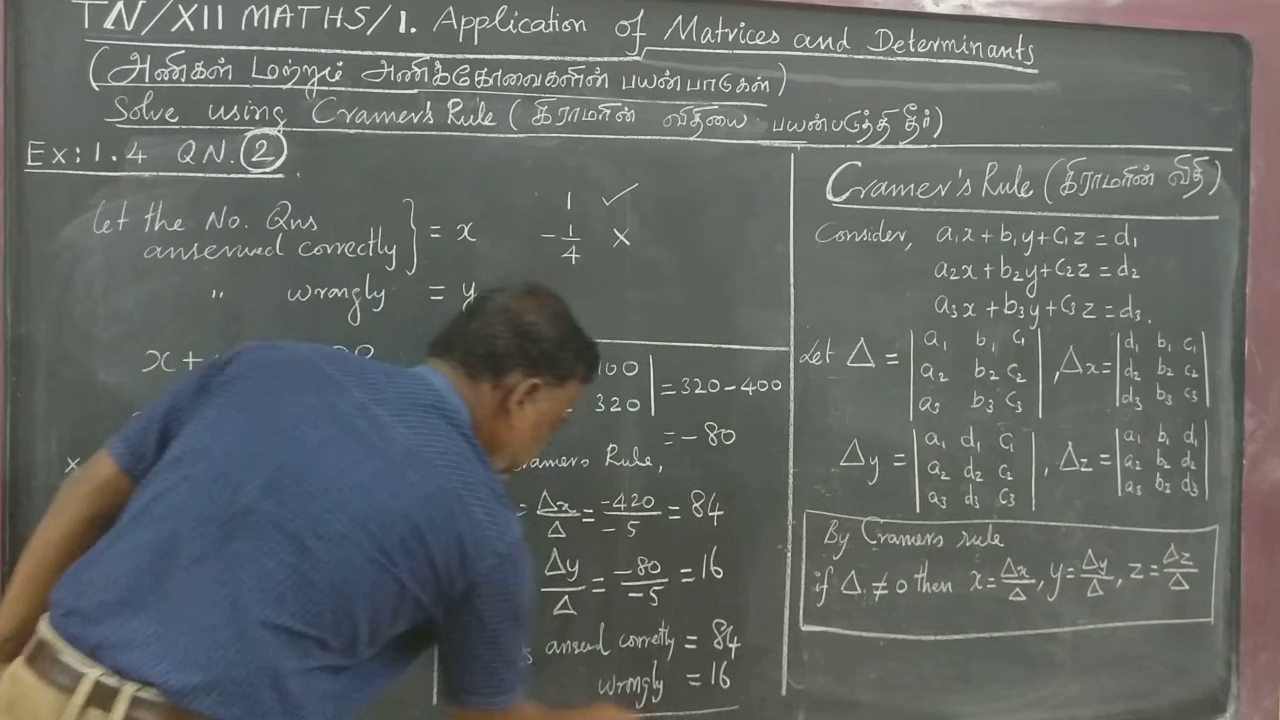 TN/XII MATHS/1. Application of Matrices and Determinants
(அணிகள் மற்றும் அணிக்கோவைகளின் பயன்பாடுகள்)
Solve using Cramer's Rule (கிராமரின் விதியை பயன்படுத்தி தீர்)
Ex: 1.4 QN. 2
Let the No. Qns
answered correctly } = x
" wrongly = y
1 ✓
-1/4 ×
x +
100
320 | = 320 - 400
= -80
Rule,
= Δx/Δ = -420/-5 = 84
Δy/Δ = -80/-5 = 16
correctly = 84
wrongly = 16
Cramer's Rule (கிராமரின் விதி)
Consider, a₁x + b₁y + c₁z = d₁
a₂x + b₂y + c₂z = d₂
a₃x + b₃y + c₃z = d₃.
Let Δ = | a₁ b₁ c₁ | , Δx = | d₁ b₁ c₁ |
| a₂ b₂ c₂ | | d₂ b₂ c₂ |
| a₃ b₃ c₃ | | d₃ b₃ c₃ |
Δy = | a₁ d₁ c₁ | , Δz = | a₁ b₁ d₁ |
| a₂ d₂ c₂ | | a₂ b₂ d₂ |
| a₃ d₃ c₃ | | a₃ b₃ d₃ |
By Cramers rule
if Δ ≠ 0 then x = Δx/Δ, y = Δy/Δ, z = Δz/Δ